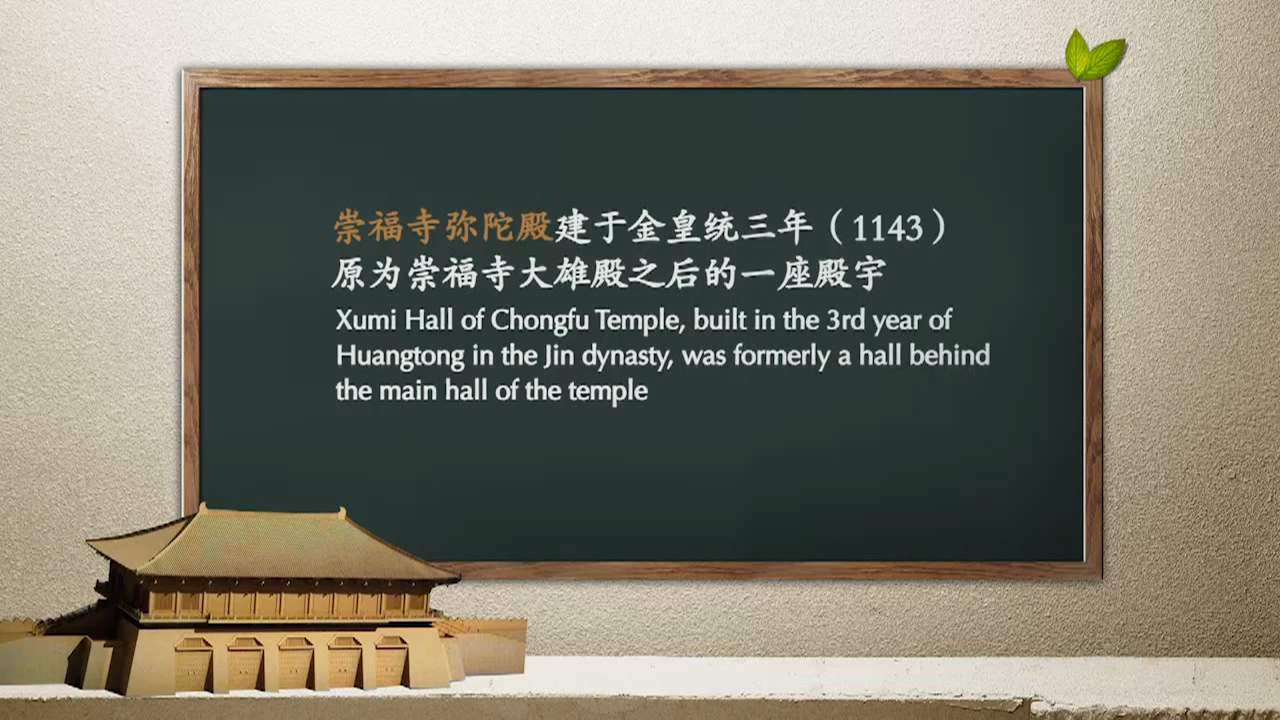 崇福寺弥陀殿建于金皇统三年（1143）
原为崇福寺大雄殿之后的一座殿宇
Xumi Hall of Chongfu Temple, built in the 3rd year of
Huangtong in the Jin dynasty, was formerly a hall behind
the main hall of the temple